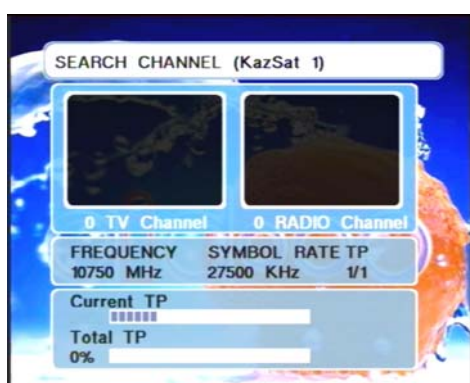 SEARCH CHANNEL (KazSat 1)
0 TV Channel
0 RADIO Channel
FREQUENCY SYMBOL RATE TP
10750 MHz 27500 KHz 1/1
Current TP
Total TP
0%